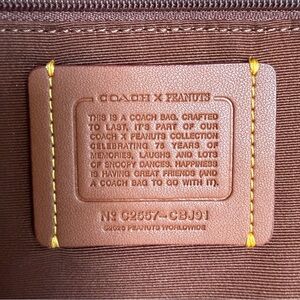 COACH X PEANUTS
THIS IS A COACH BAG. CRAFTED
TO LAST, IT'S PART OF OUR
COACH X PEANUTS COLLECTION
CELEBRATING 75 YEARS OF
MEMORIES, LAUGHS AND LOTS
OF SNOOPY DANCES. HAPPINESS
IS HAVING GREAT FRIENDS (AND
A COACH BAG TO GO WITH IT).
Nº C2557-CBJ91
©2025 PEANUTS WORLDWIDE